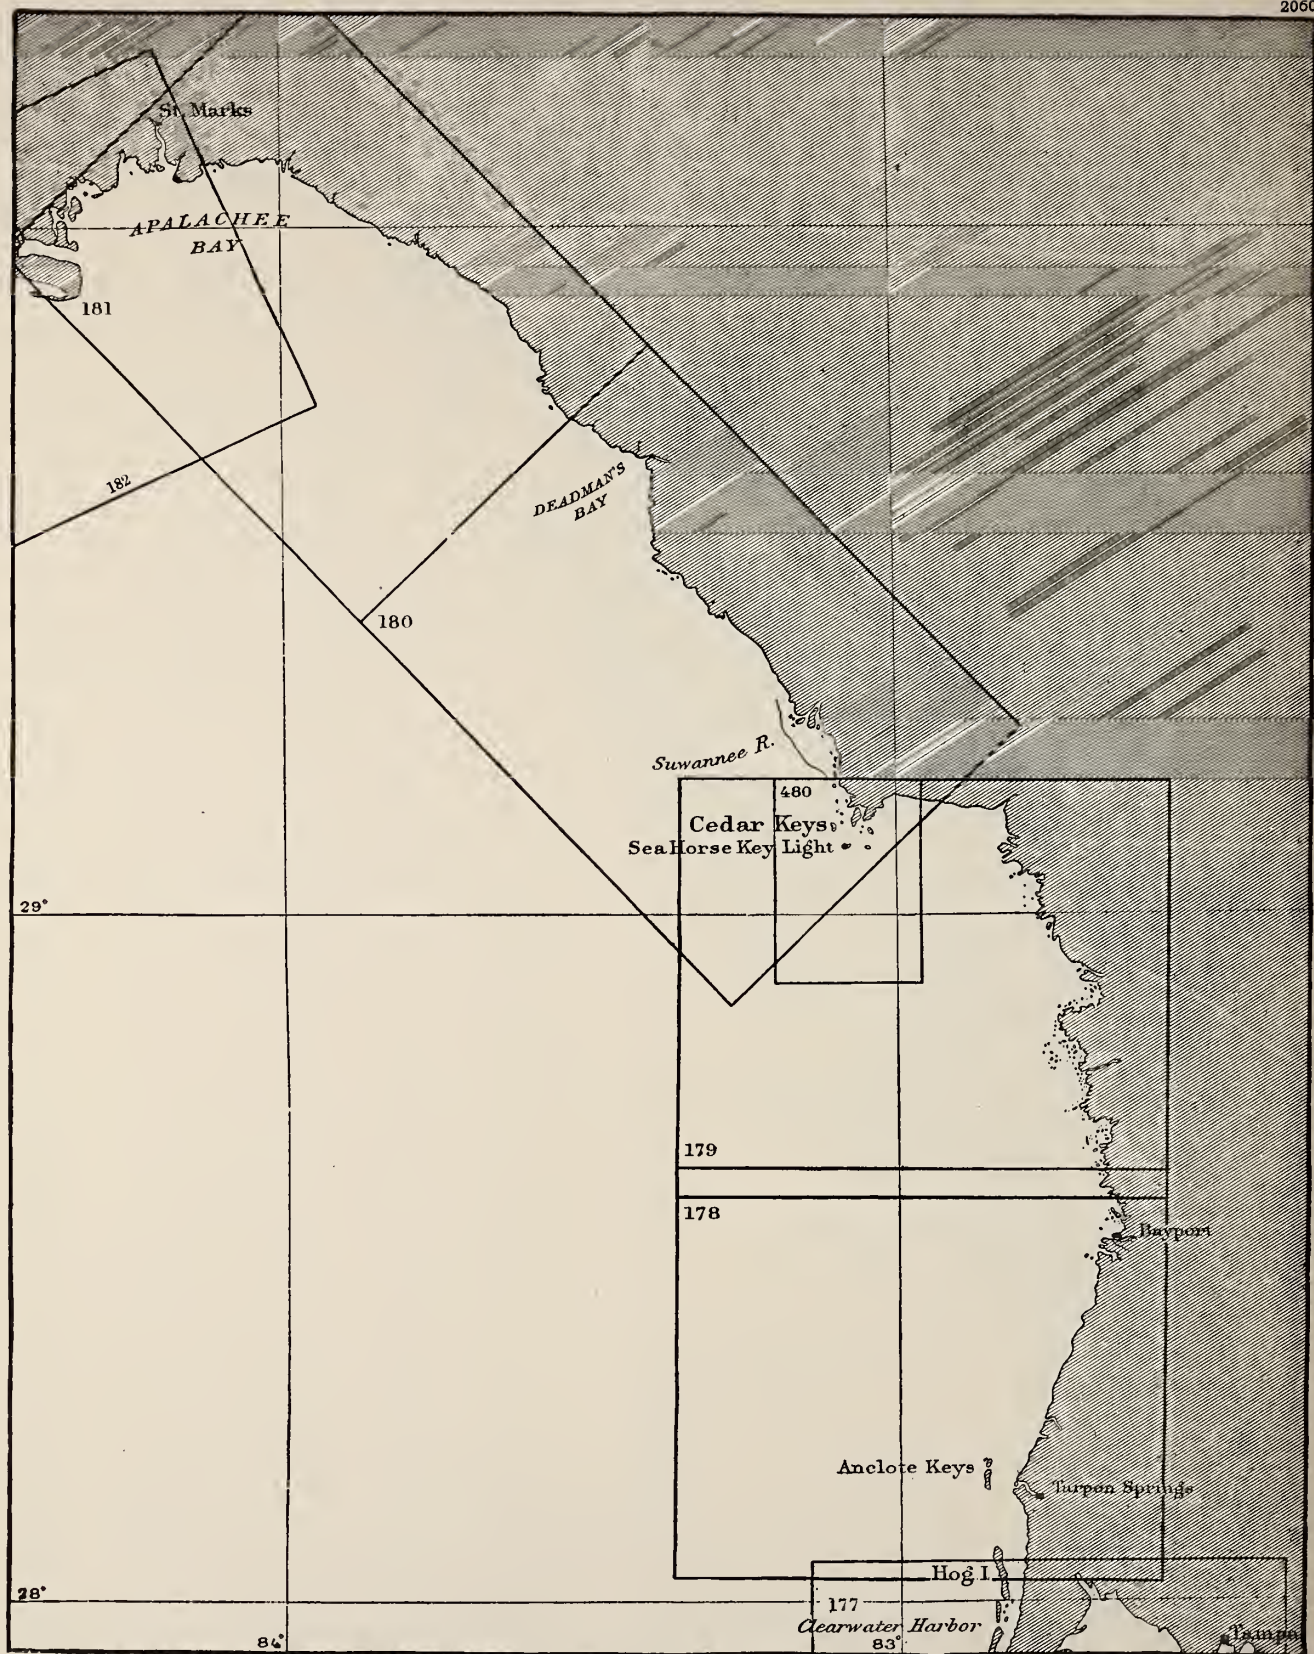 2060
St. Marks
APALACHEE
BAY
181
182
DEADMAN'S
BAY
180
Suwannee R.
480
Cedar Keys
Sea Horse Key Light
29°
179
178
Bayport
Anclote Keys
Tarpon Springs
Hog I.
28°
177
Clearwater Harbor
Tampa
84°
83°